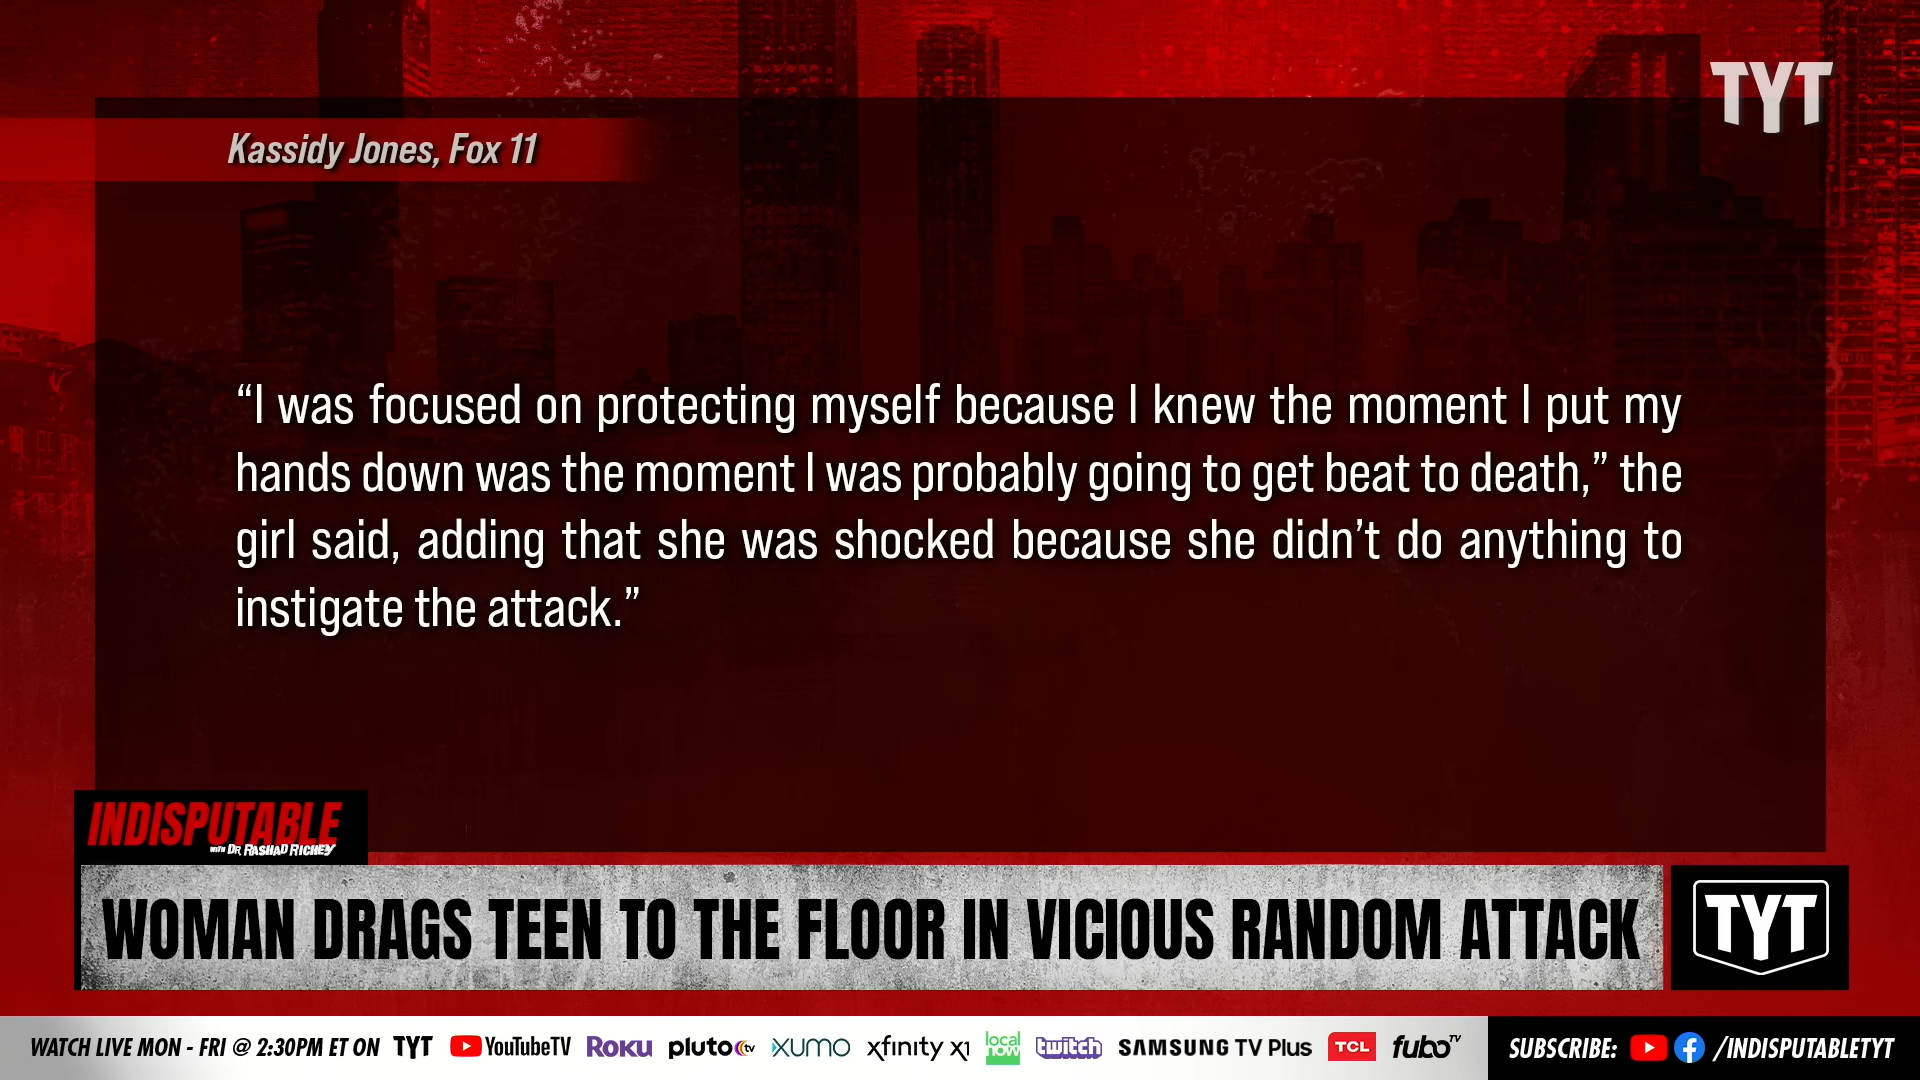 TYT
Kassidy Jones, Fox 11
“I was focused on protecting myself because I knew the moment I put my
hands down was the moment I was probably going to get beat to death,” the
girl said, adding that she was shocked because she didn’t do anything to
instigate the attack.”
INDISPUTABLE
WITH DR RASHAD RICHEY
WOMAN DRAGS TEEN TO THE FLOOR IN VICIOUS RANDOM ATTACK
TYT
WATCH LIVE MON - FRI @ 2:30PM ET ON TYT YouTubeTV ROKU pluto tv XUMO xfinity x1 local now twitch SAMSUNG TV Plus TCL fubo TV
SUBSCRIBE: /INDISPUTABLETYT